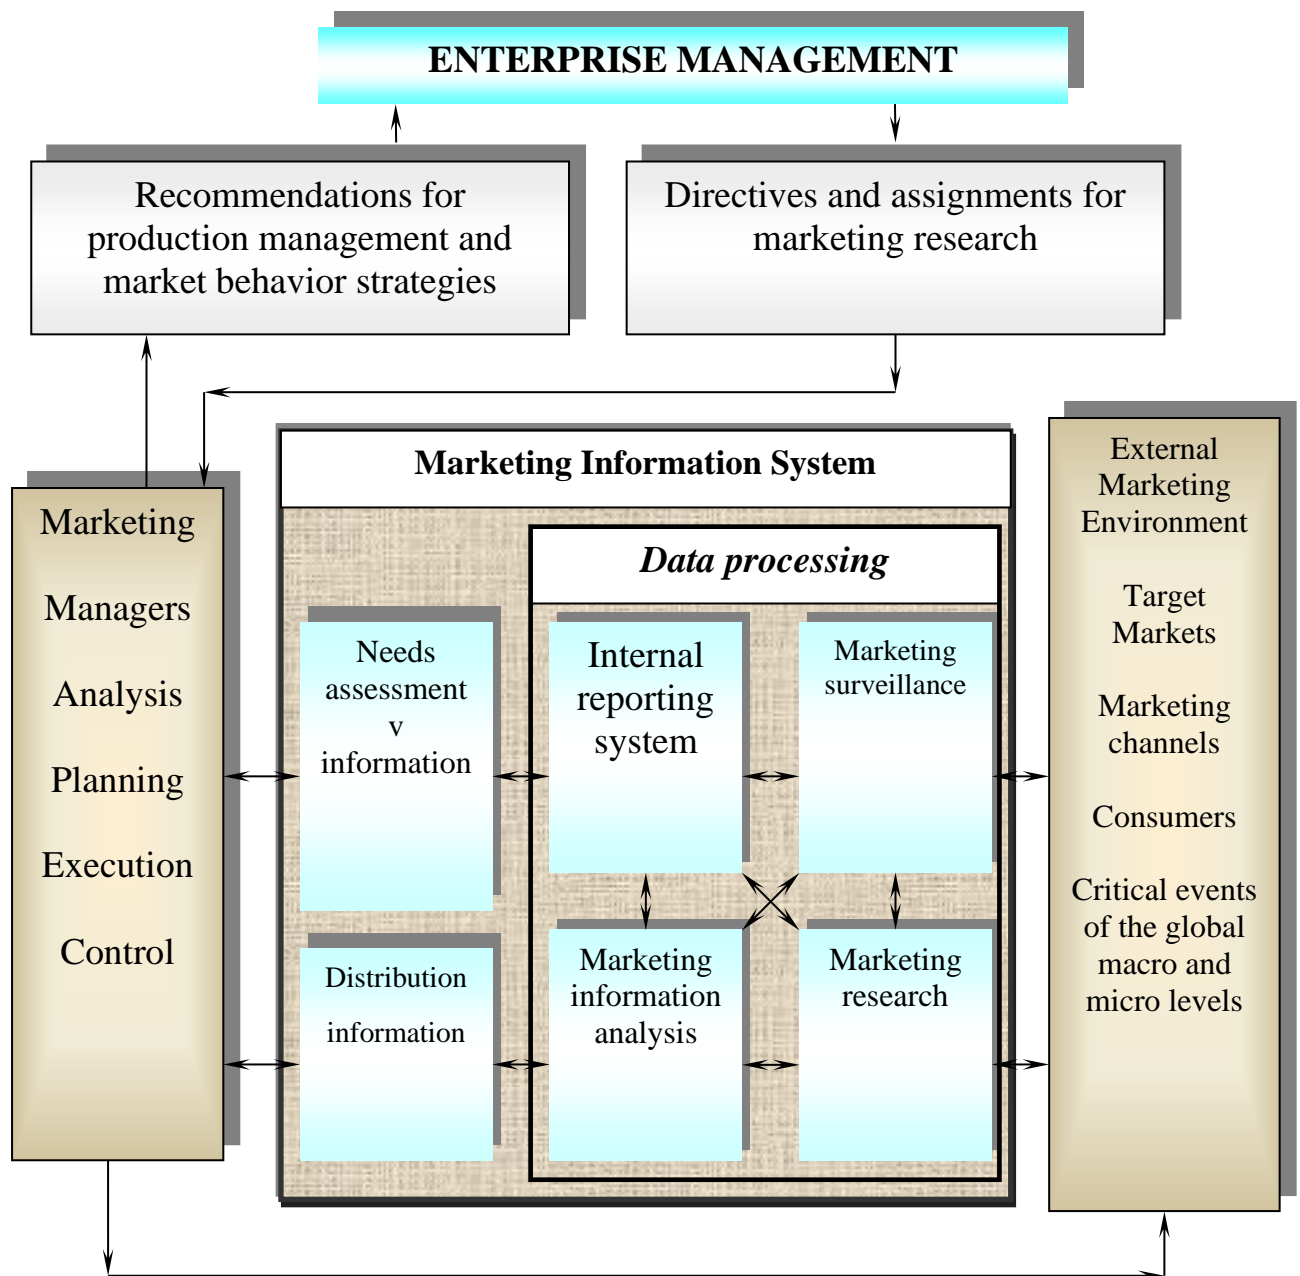 ENTERPRISE MANAGEMENT
Recommendations for
production management and
market behavior strategies
Directives and assignments for
marketing research
Marketing Information System
Marketing
Managers
Analysis
Planning
Execution
Control
Data processing
Needs
assessment
v
information
Internal
reporting
system
Marketing
surveillance
Distribution
information
Marketing
information
analysis
Marketing
research
External
Marketing
Environment
Target
Markets
Marketing
channels
Consumers
Critical events
of the global
macro and
micro levels